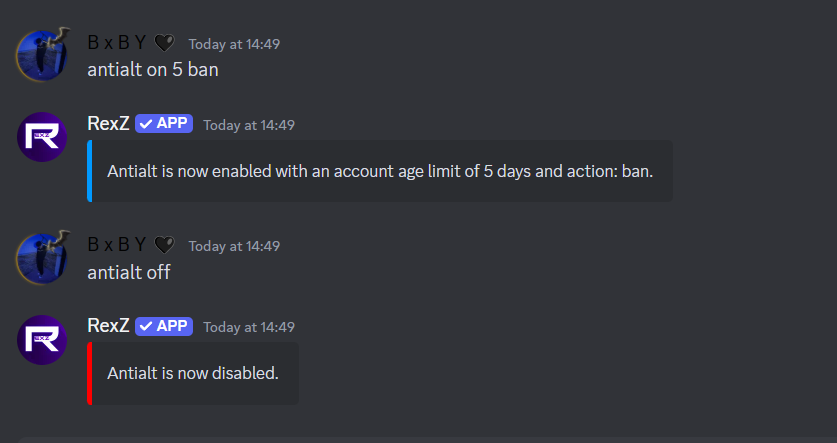 B x B Y 🖤 Today at 14:49
antialt on 5 ban
RexZ ✓ APP Today at 14:49
Antialt is now enabled with an account age limit of 5 days and action: ban.
B x B Y 🖤 Today at 14:49
antialt off
RexZ ✓ APP Today at 14:49
Antialt is now disabled.